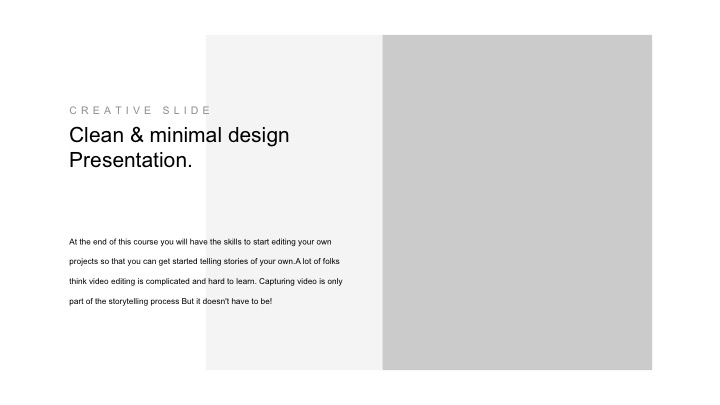 CREATIVE SLIDE
Clean & minimal design
Presentation.
At the end of this course you will have the skills to start editing your own
projects so that you can get started telling stories of your own.A lot of folks
think video editing is complicated and hard to learn. Capturing video is only
part of the storytelling process But it doesn't have to be!